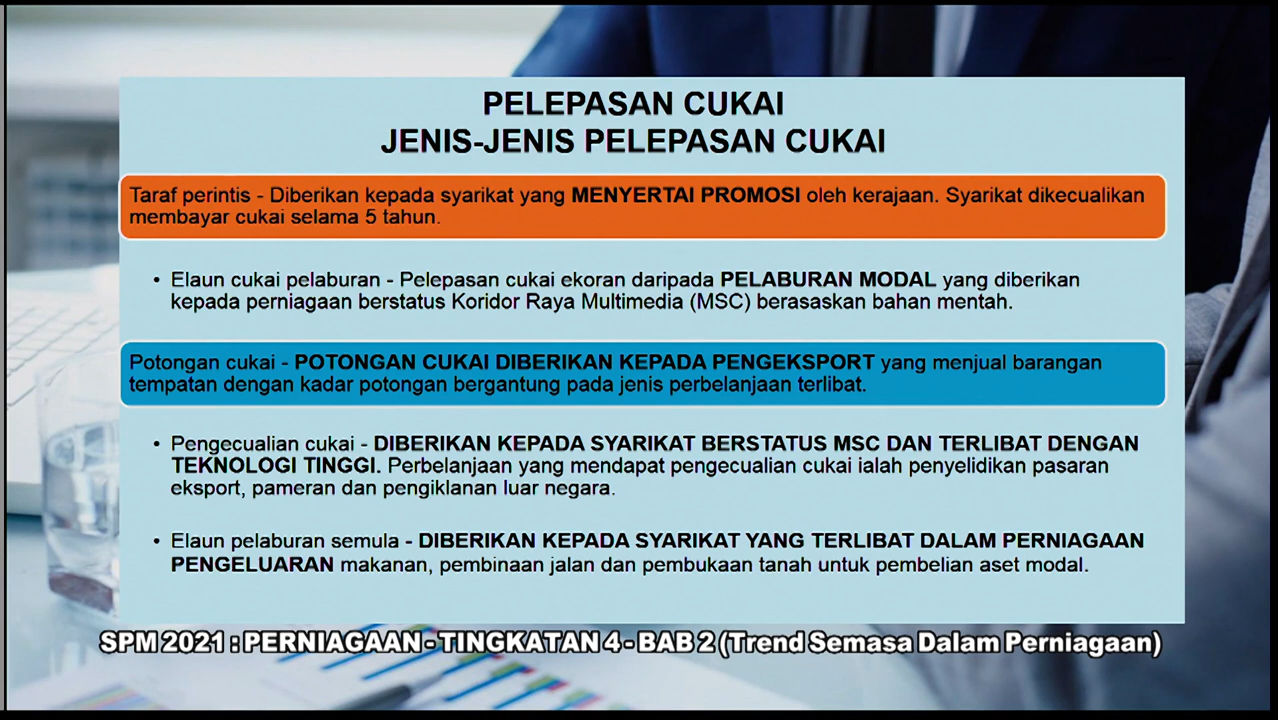 PELEPASAN CUKAI
JENIS-JENIS PELEPASAN CUKAI
Taraf perintis - Diberikan kepada syarikat yang MENYERTAI PROMOSI oleh kerajaan. Syarikat dikecualikan
membayar cukai selama 5 tahun.
• Elaun cukai pelaburan - Pelepasan cukai ekoran daripada PELABURAN MODAL yang diberikan
kepada perniagaan berstatus Koridor Raya Multimedia (MSC) berasaskan bahan mentah.
Potongan cukai - POTONGAN CUKAI DIBERIKAN KEPADA PENGEKSPORT yang menjual barangan
tempatan dengan kadar potongan bergantung pada jenis perbelanjaan terlibat.
• Pengecualian cukai - DIBERIKAN KEPADA SYARIKAT BERSTATUS MSC DAN TERLIBAT DENGAN
TEKNOLOGI TINGGI. Perbelanjaan yang mendapat pengecualian cukai ialah penyelidikan pasaran
eksport, pameran dan pengiklanan luar negara.
• Elaun pelaburan semula - DIBERIKAN KEPADA SYARIKAT YANG TERLIBAT DALAM PERNIAGAAN
PENGELUARAN makanan, pembinaan jalan dan pembukaan tanah untuk pembelian aset modal.
SPM 2021 : PERNIAGAAN - TINGKATAN 4 - BAB 2 (Trend Semasa Dalam Perniagaan)